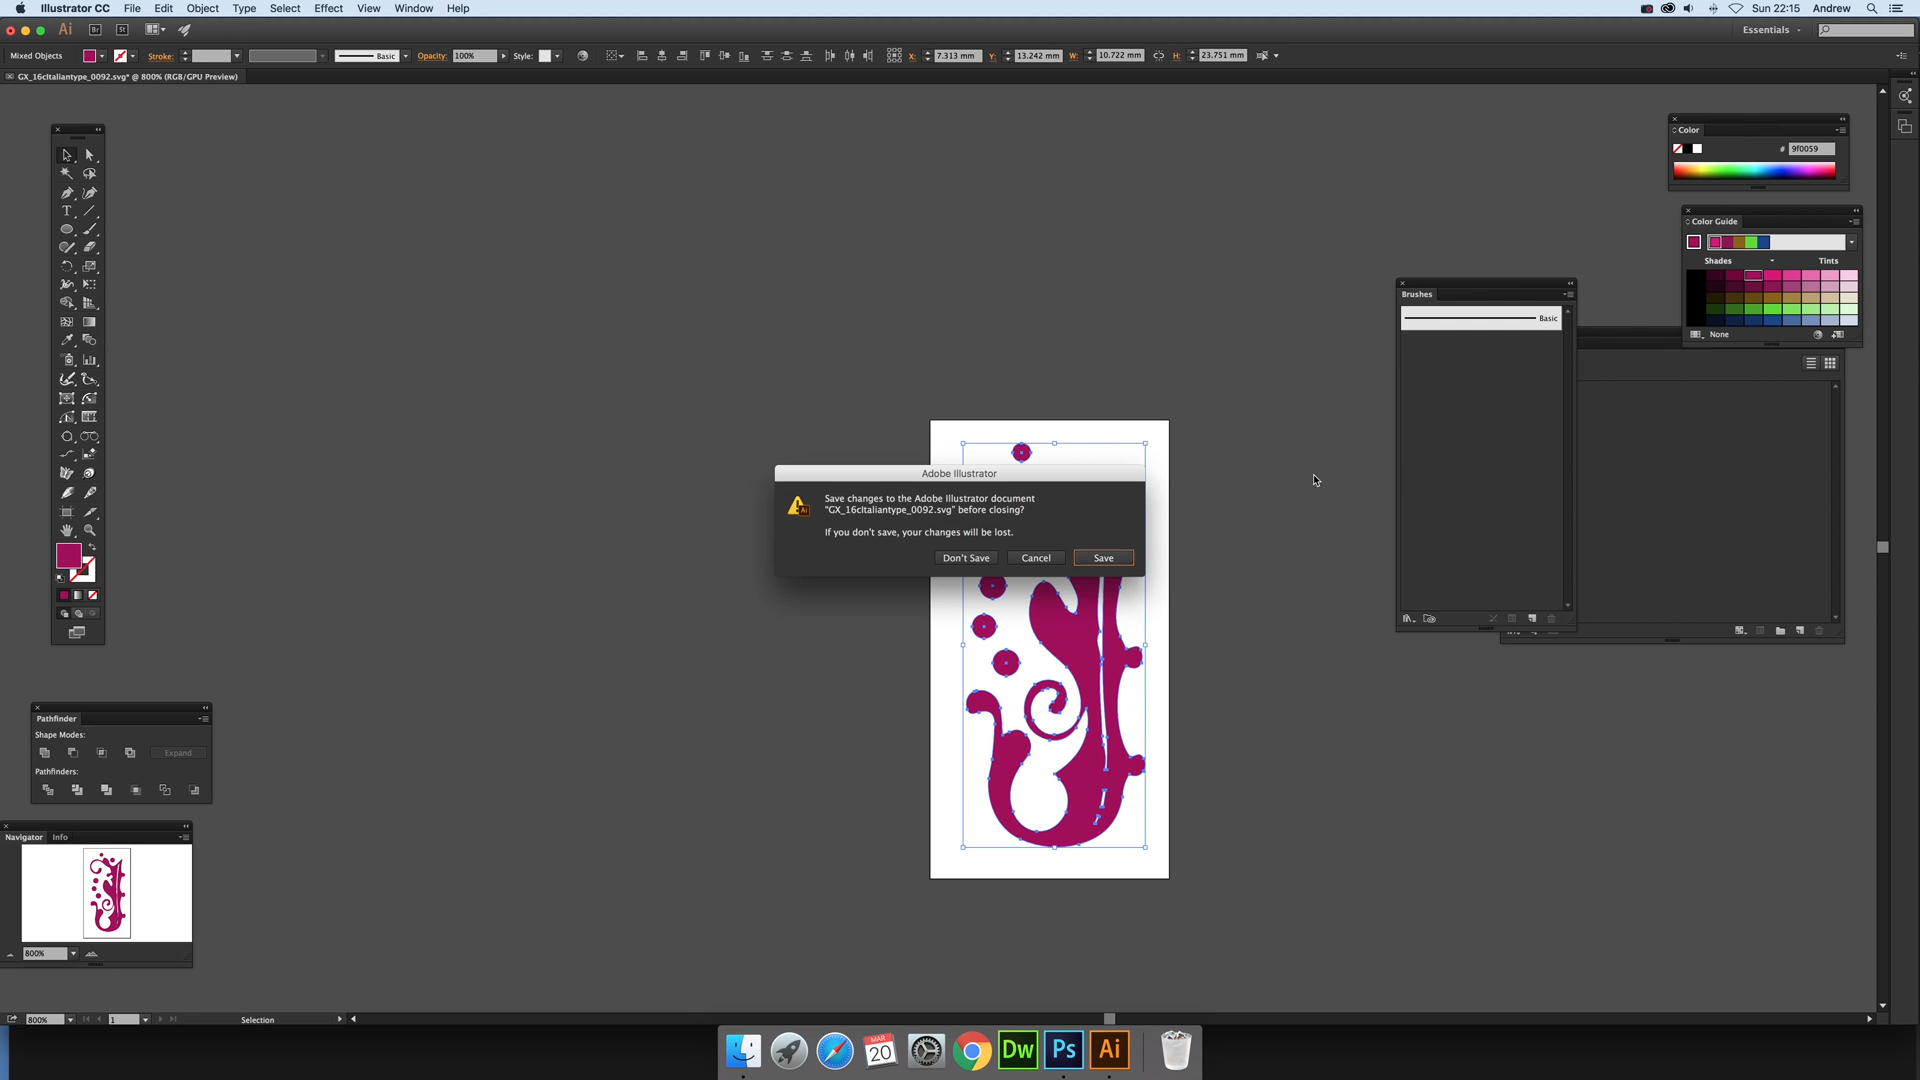 Illustrator CC File Edit Object Type Select Effect View Window Help Sun 22:15 Andrew
Ai Br St Essentials
Mixed Objects Stroke: Basic Opacity: 100% Style: X: 7.313 mm Y: 13.242 mm W: 10.722 mm H: 23.751 mm
GX_16cItaliantype_0092.svg* @ 800% (RGB/GPU Preview)
Color
# 9f0059
Color Guide
Shades Tints
None
Brushes
Basic
Adobe Illustrator
Save changes to the Adobe Illustrator document
"GX_16cItaliantype_0092.svg" before closing?
If you don't save, your changes will be lost.
Don't Save Cancel Save
T
Pathfinder
Shape Modes:
Expand
Pathfinders:
Navigator Info
800%
800% 1 Selection
MAR
20
Dw Ps Ai